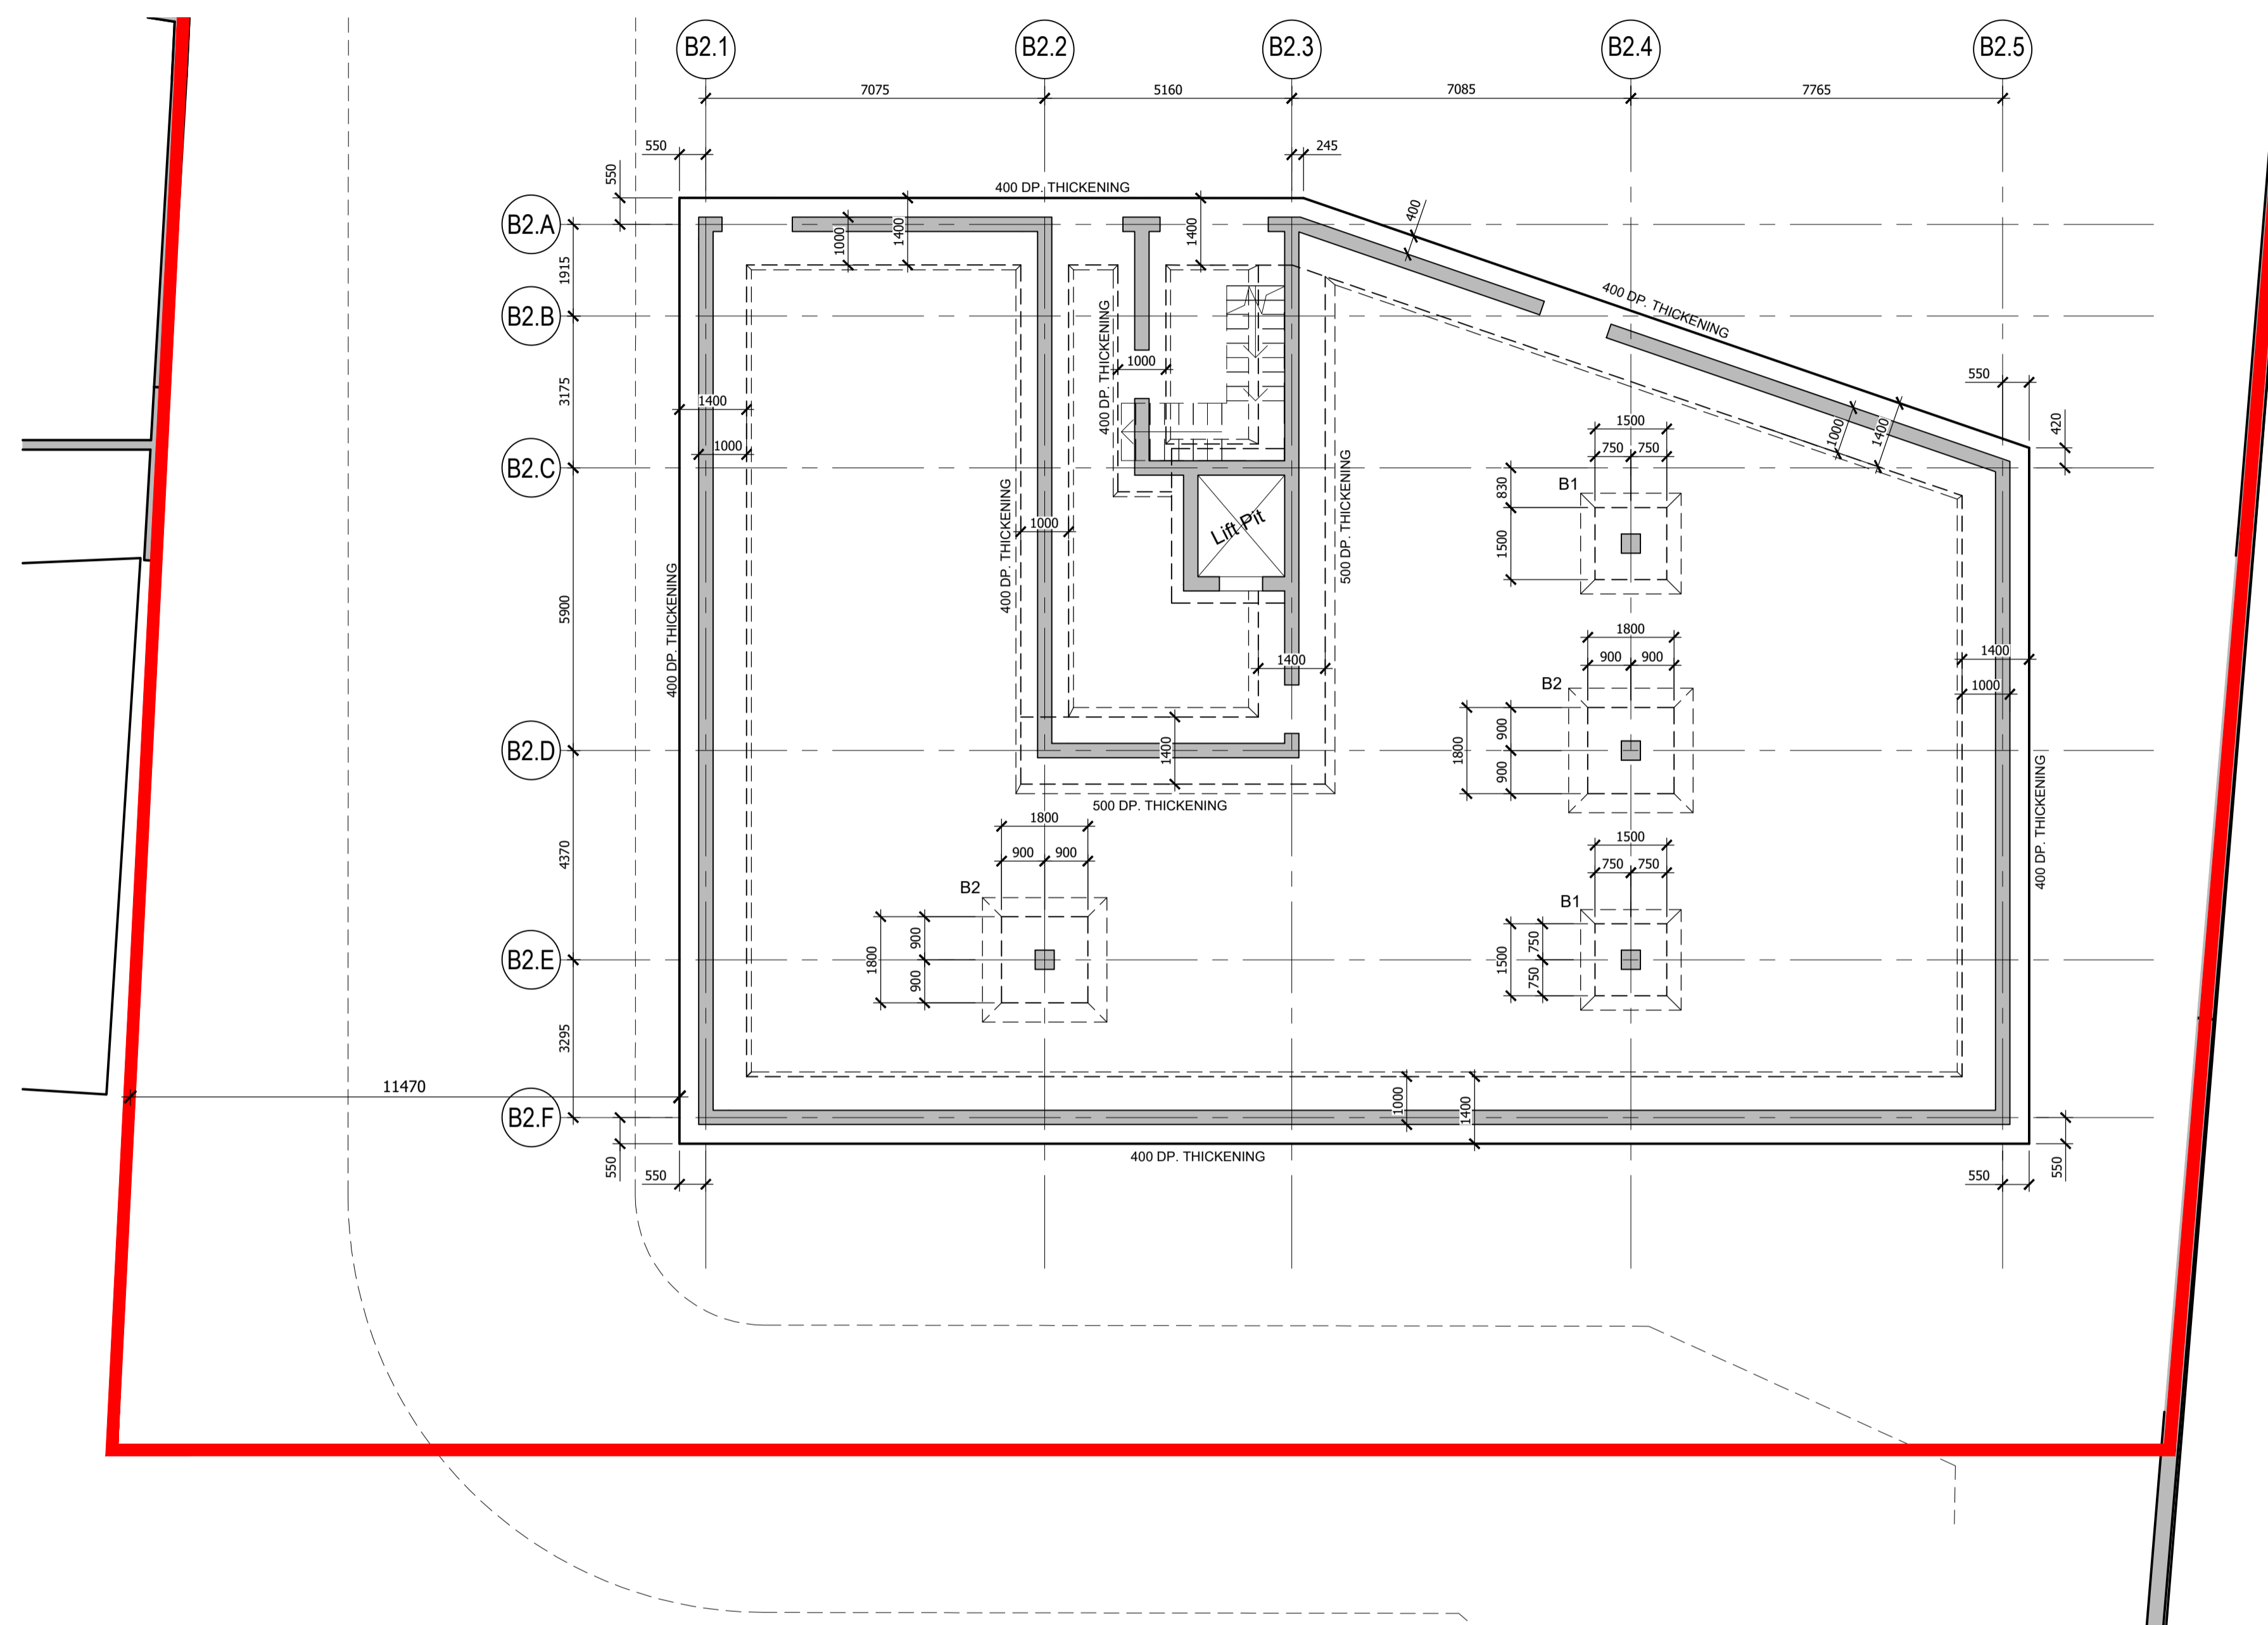 B2.1
B2.2
B2.3
B2.4
B2.5
7075
5160
7085
7765
550
245
550
400 DP. THICKENING
B2.A
1000
1400
1400
400
1915
400 DP. THICKENING
B2.B
400 DP. THICKENING
1000
3175
550
1400
420
1500
1000
1400
750
750
1000
B2.C
B1
830
400 DP. THICKENING
500 DP. THICKENING
1000
Lift Pit
1500
400 DP. THICKENING
5900
1800
1400
900
900
1400
B2
1000
900
B2.D
1400
1800
900
400 DP. THICKENING
500 DP. THICKENING
1800
1500
900
900
750
750
4370
B2
B1
900
750
B2.E
1800
1500
900
750
3295
11470
1000
1400
B2.F
400 DP. THICKENING
550
550
550
550